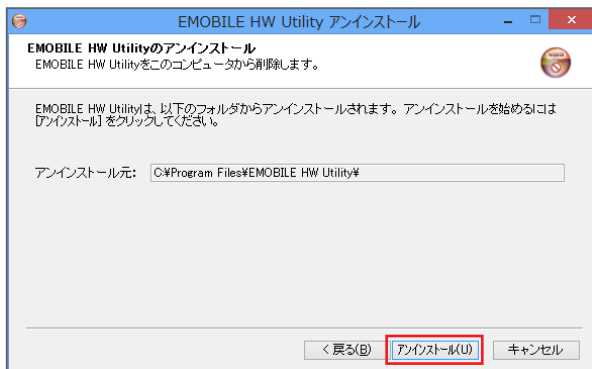 EMOBILE HW Utility アンインストール
EMOBILE HW Utilityのアンインストール
EMOBILE HW Utilityをこのコンピュータから削除します。
EMOBILE HW Utilityは、以下のフォルダからアンインストールされます。アンインストールを始めるには
[アンインストール] をクリックしてください。
アンインストール元: C:¥Program Files¥EMOBILE HW Utility¥
< 戻る(B) アンインストール(U) キャンセル